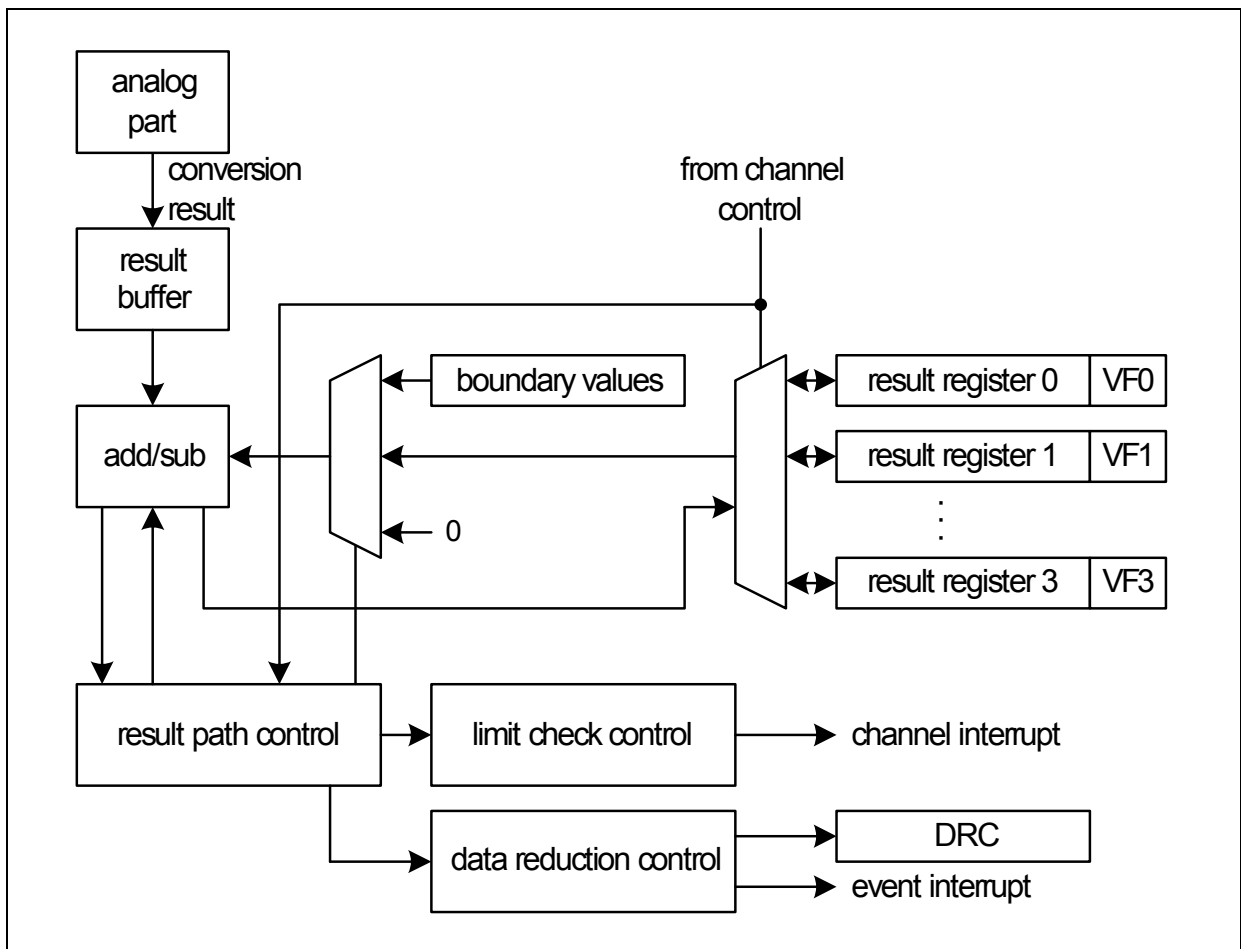 analog
part
conversion
result
from channel
control
result
buffer
boundary values
result register 0
VF0
add/sub
result register 1
VF1
0
result register 3
VF3
result path control
limit check control
channel interrupt
data reduction control
DRC
event interrupt